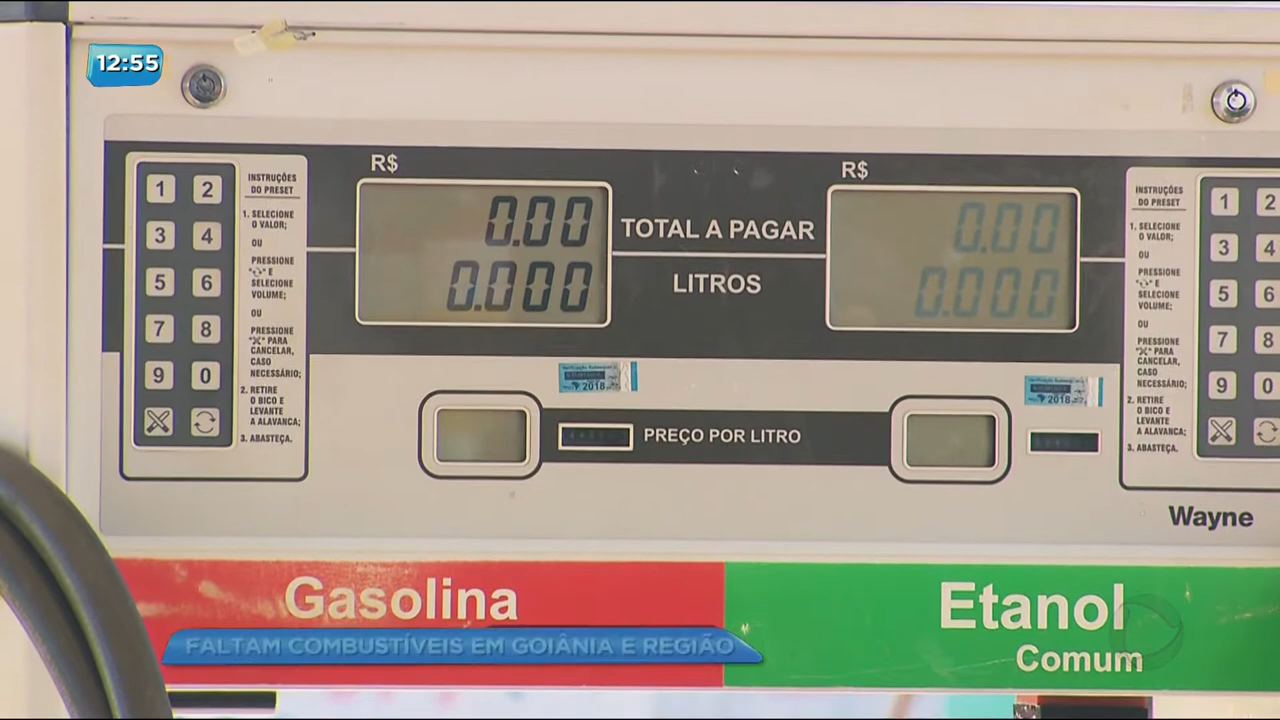 12:55
R$
R$
1 2
3 4
5 6
7 8
9 0
INSTRUÇÕES
DO PRESET
1. SELECIONE
O VALOR;
OU
PRESSIONE
" " E
SELECIONE
VOLUME;
OU
PRESSIONE
" " PARA
CANCELAR,
CASO
NECESSÁRIO;
2. RETIRE
O BICO E
LEVANTE
A ALAVANCA;
3. ABASTEÇA.
0.00
0.000
TOTAL A PAGAR
LITROS
0.00
0.000
INSTRUÇÕES
DO PRESET
1. SELECIONE
O VALOR;
OU
PRESSIONE
" " E
SELECIONE
VOLUME;
OU
PRESSIONE
" " PARA
CANCELAR,
CASO
NECESSÁRIO;
2. RETIRE
O BICO E
LEVANTE
A ALAVANCA;
3. ABASTEÇA.
1 2
3 4
5 6
7 8
9 0
2018
2018
PREÇO POR LITRO
Wayne
Gasolina
Etanol
Comum
FALTAM COMBUSTÍVEIS EM GOIÂNIA E REGIÃO